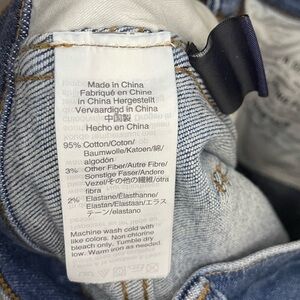 Made in China
Fabriqué en Chine
in China Hergestellt
Vervaardigd in China
中国製
Hecho en China
95% Cotton/Coton/
Baumwolle/Katoen/綿/
algodón
3% Other Fiber/Autre Fibre/
Sonstige Faser/Andere
Vezel/その他の繊維/otra
fibra
2% Elastane/Élasthanne/
Elastan/Elastaan/エラス
テーン/elastano
Machine wash cold with
like colors. Non chlorine
bleach only. Tumble dry
low. Warm iron as needed.